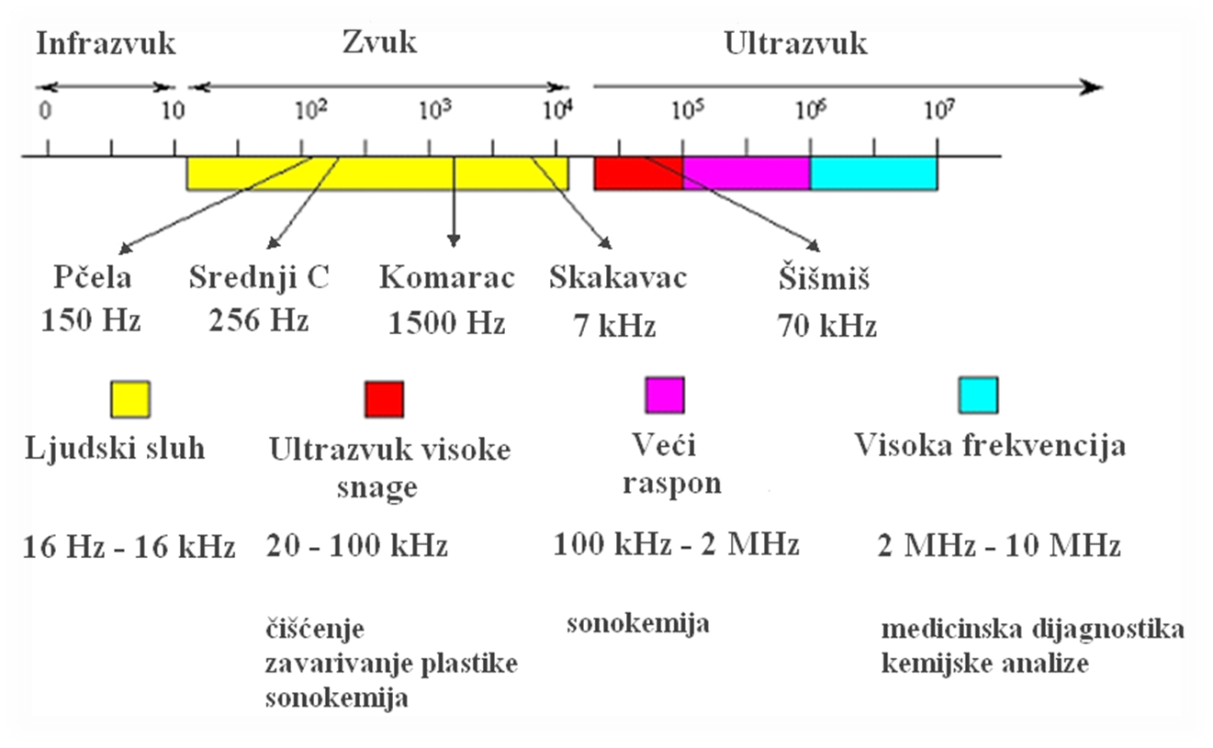 Infrazvuk Zvuk Ultrazvuk
0 10 10² 10³ 10⁴ 10⁵ 10⁶ 10⁷
Pčela Srednji C Komarac Skakavac Šišmiš
150 Hz 256 Hz 1500 Hz 7 kHz 70 kHz
Ljudski sluh Ultrazvuk visoke Veći Visoka frekvencija
snage raspon
16 Hz - 16 kHz 20 - 100 kHz 100 kHz - 2 MHz 2 MHz - 10 MHz
čišćenje sonokemija medicinska dijagnostika
zavarivanje plastike kemijske analize
sonokemija